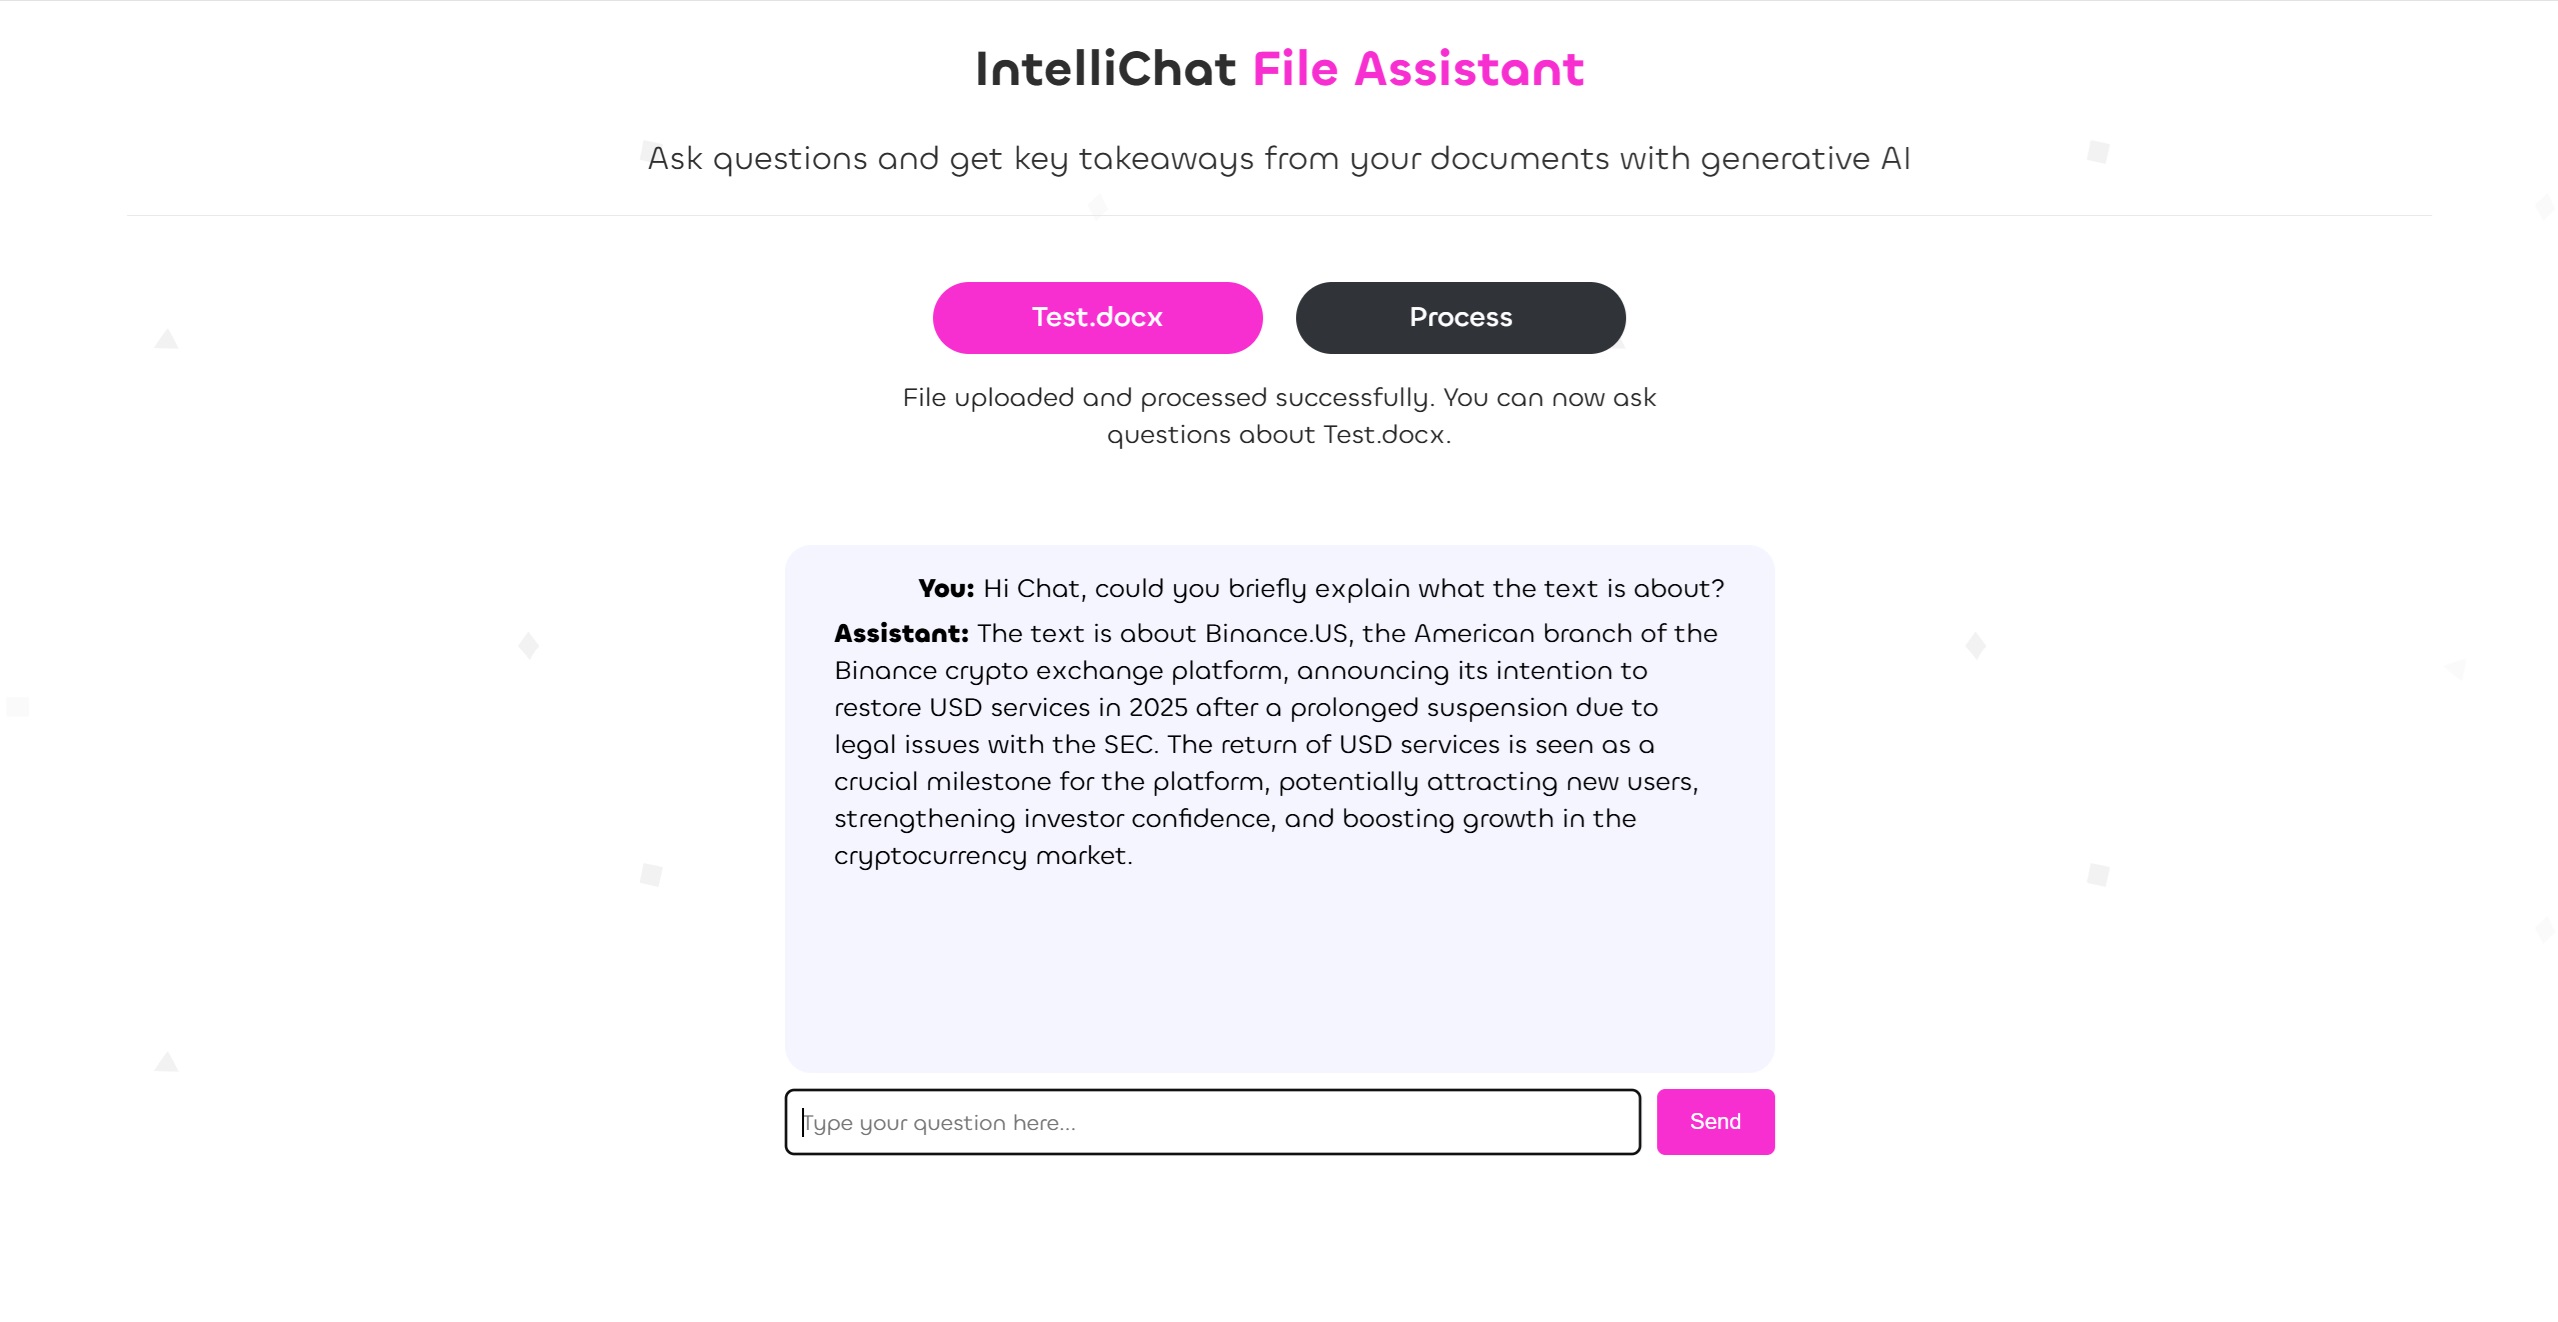 IntelliChat File Assistant
Ask questions and get key takeaways from your documents with generative AI
Test.docx
Process
File uploaded and processed successfully. You can now ask
questions about Test.docx.
You: Hi Chat, could you briefly explain what the text is about?
Assistant: The text is about Binance.US, the American branch of the
Binance crypto exchange platform, announcing its intention to
restore USD services in 2025 after a prolonged suspension due to
legal issues with the SEC. The return of USD services is seen as a
crucial milestone for the platform, potentially attracting new users,
strengthening investor confidence, and boosting growth in the
cryptocurrency market.
Type your question here...
Send